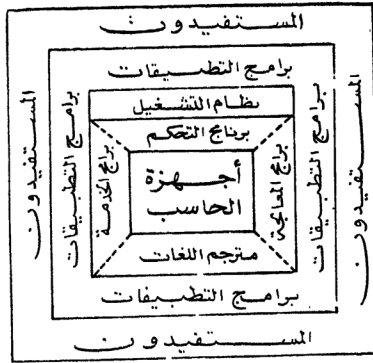 المستفيدون
برامج التطبيقات
نظام التشغيل
برنامج التحكم
أجهزة
الحاسب
مترجم اللغات
برامج المعالجة
برامج الخدمة
برامج التطبيقات
برامج التطبيقات
برامج التطبيقات
المستفيدون
المستفيدون
المستفيدون